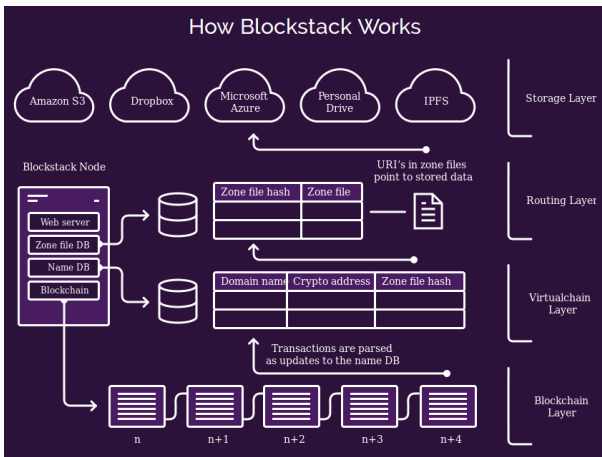 How Blockstack Works
Amazon S3
Dropbox
Microsoft
Azure
Personal
Drive
IPFS
Storage Layer
URI's in zone files
point to stored data
Blockstack Node
Web server
Zone file DB
Name DB
Blockchain
Zone file hash
Zone file
Routing Layer
Domain name
Crypto address
Zone file hash
Virtualchain
Layer
Transactions are parsed
as updates to the name DB
n
n+1
n+2
n+3
n+4
Blockchain
Layer